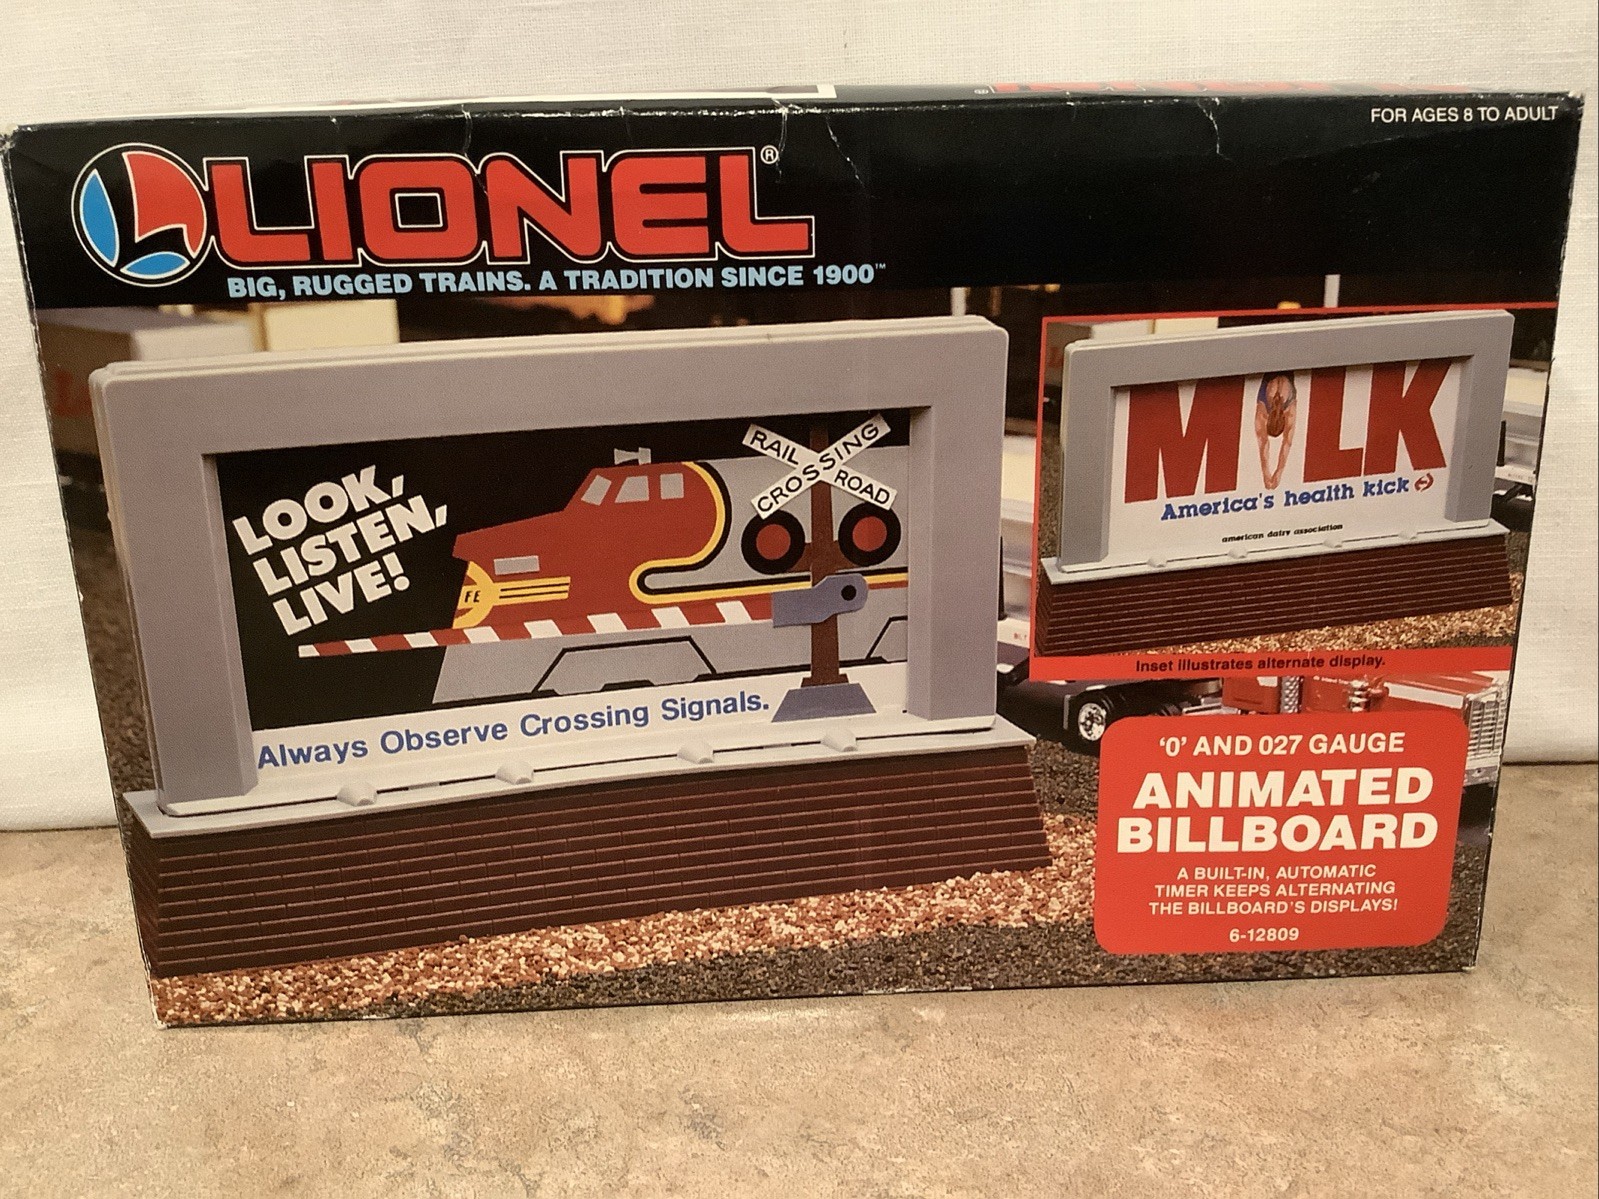 FOR AGES 8 TO ADULT
LIONEL®
BIG, RUGGED TRAINS. A TRADITION SINCE 1900™
LOOK,
LISTEN,
LIVE!
RAIL ROAD
CROSSING
FE
Always Observe Crossing Signals.
MILK
America's health kick
american dairy association
Inset illustrates alternate display.
'0' AND 027 GAUGE
ANIMATED
BILLBOARD
A BUILT-IN, AUTOMATIC
TIMER KEEPS ALTERNATING
THE BILLBOARD'S DISPLAYS!
6-12809